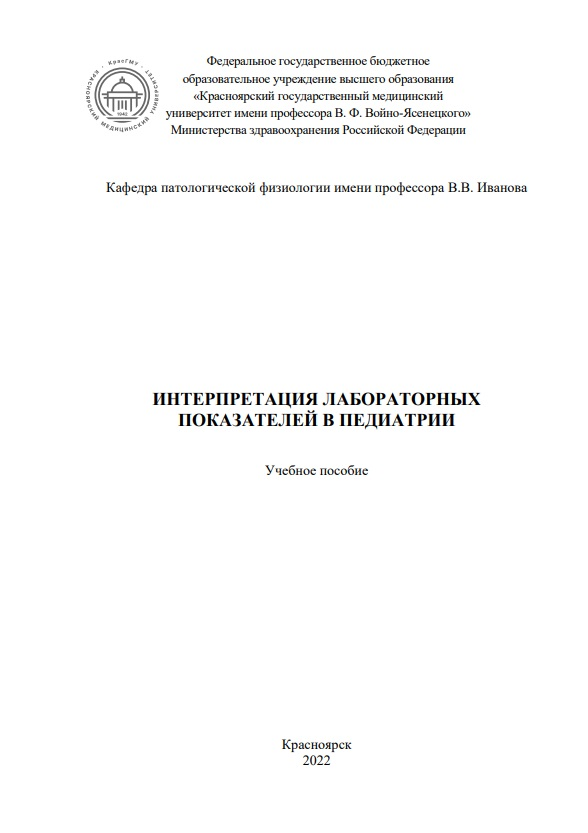 Федеральное государственное бюджетное
образовательное учреждение высшего образования
«Красноярский государственный медицинский
университет имени профессора В. Ф. Войно-Ясенецкого»
Министерства здравоохранения Российской Федерации
КрасГМУ
КРАСНОЯРСКИЙ МЕДИЦИНСКИЙ УНИВЕРСИТЕТ
1942
Кафедра патологической физиологии имени профессора В.В. Иванова
ИНТЕРПРЕТАЦИЯ ЛАБОРАТОРНЫХ
ПОКАЗАТЕЛЕЙ В ПЕДИАТРИИ
Учебное пособие
Красноярск
2022